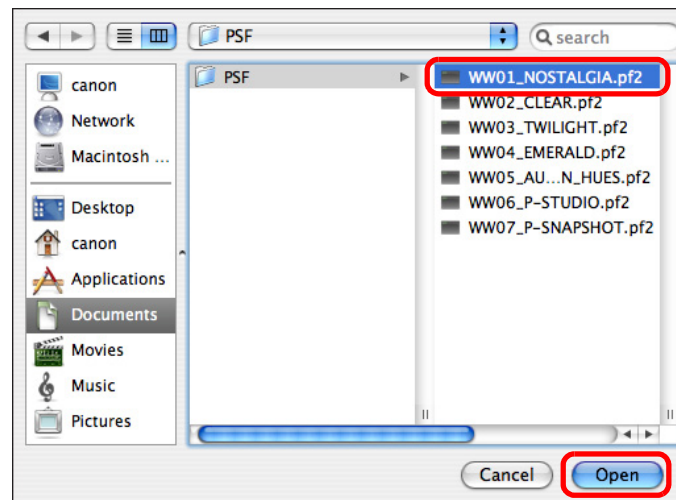 PSF
search
canon
Network
Macintosh ...
Desktop
canon
Applications
Documents
Movies
Music
Pictures
PSF
WW01_NOSTALGIA.pf2
WW02_CLEAR.pf2
WW03_TWILIGHT.pf2
WW04_EMERALD.pf2
WW05_AU...N_HUES.pf2
WW06_P-STUDIO.pf2
WW07_P-SNAPSHOT.pf2
Cancel
Open